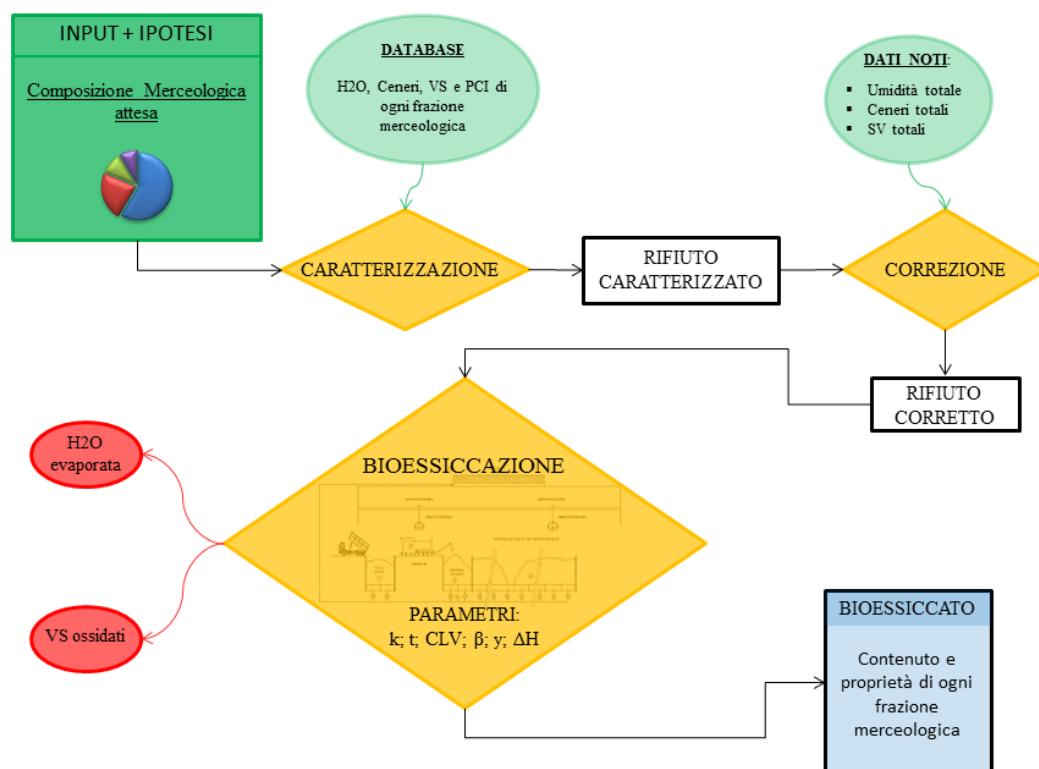 INPUT + IPOTESI
Composizione Merceologica
attesa
DATABASE
H2O, Ceneri, VS e PCI di
ogni frazione
merceologica
DATI NOTI:
▪ Umidità totale
▪ Ceneri totali
▪ SV totali
CARATTERIZZAZIONE
RIFIUTO
CARATTERIZZATO
CORREZIONE
RIFIUTO
CORRETTO
H2O
evaporata
BIOESSICCAZIONE
PARAMETRI:
k; t; CLV; β; y; ΔH
VS ossidati
BIOESSICCATO
Contenuto e
proprietà di ogni
frazione
merceologica